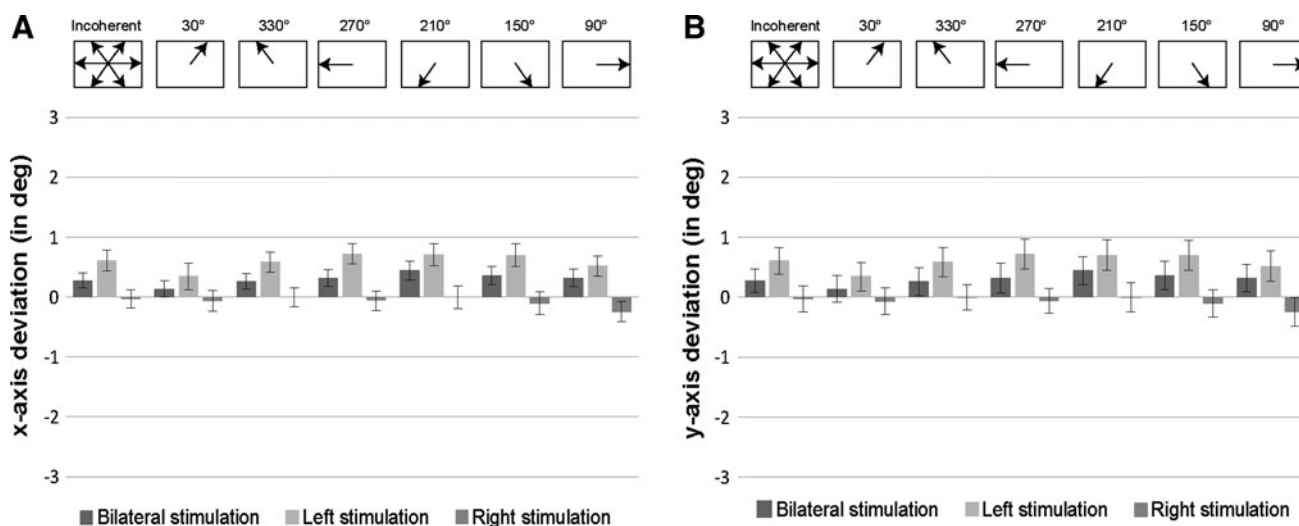 A
Incoherent 30° 330° 270° 210° 150° 90°
x-axis deviation (in deg)
3
2
1
0
-1
-2
-3
Bilateral stimulation Left stimulation Right stimulation
B
Incoherent 30° 330° 270° 210° 150° 90°
y-axis deviation (in deg)
3
2
1
0
-1
-2
-3
Bilateral stimulation Left stimulation Right stimulation